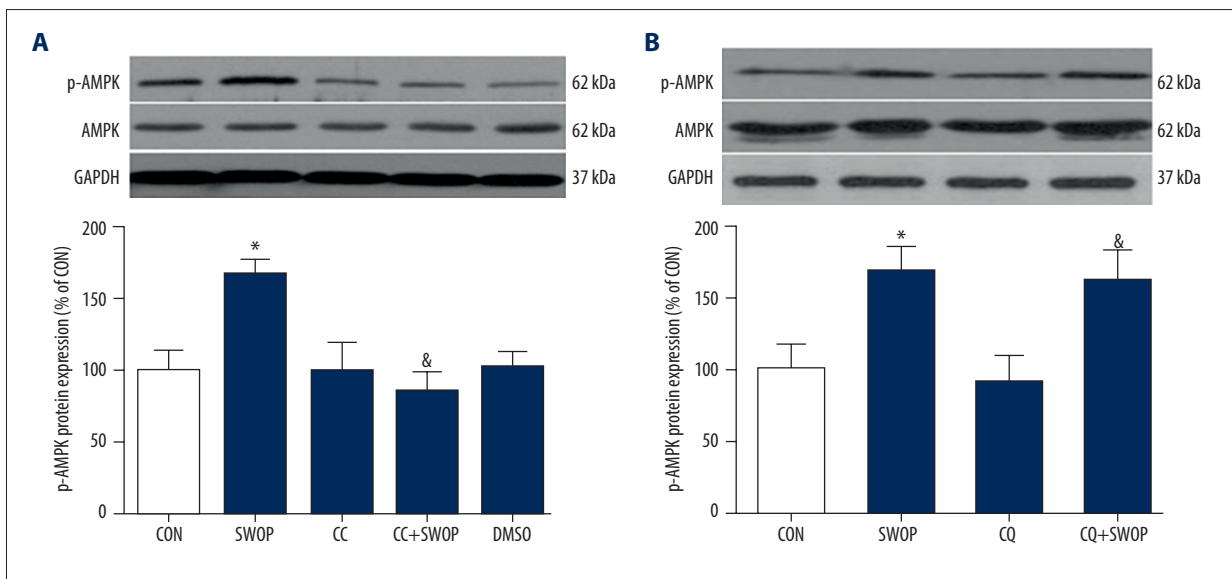 A
p-AMPK 62 kDa
AMPK 62 kDa
GAPDH 37 kDa
p-AMPK protein expression (% of CON)
200
150
100
50
0
*
&
CON SWOP CC CC+SWOP DMSO
B
p-AMPK 62 kDa
AMPK 62 kDa
GAPDH 37 kDa
p-AMPK protein expression (% of CON)
200
150
100
50
0
*
&
CON SWOP CQ CQ+SWOP